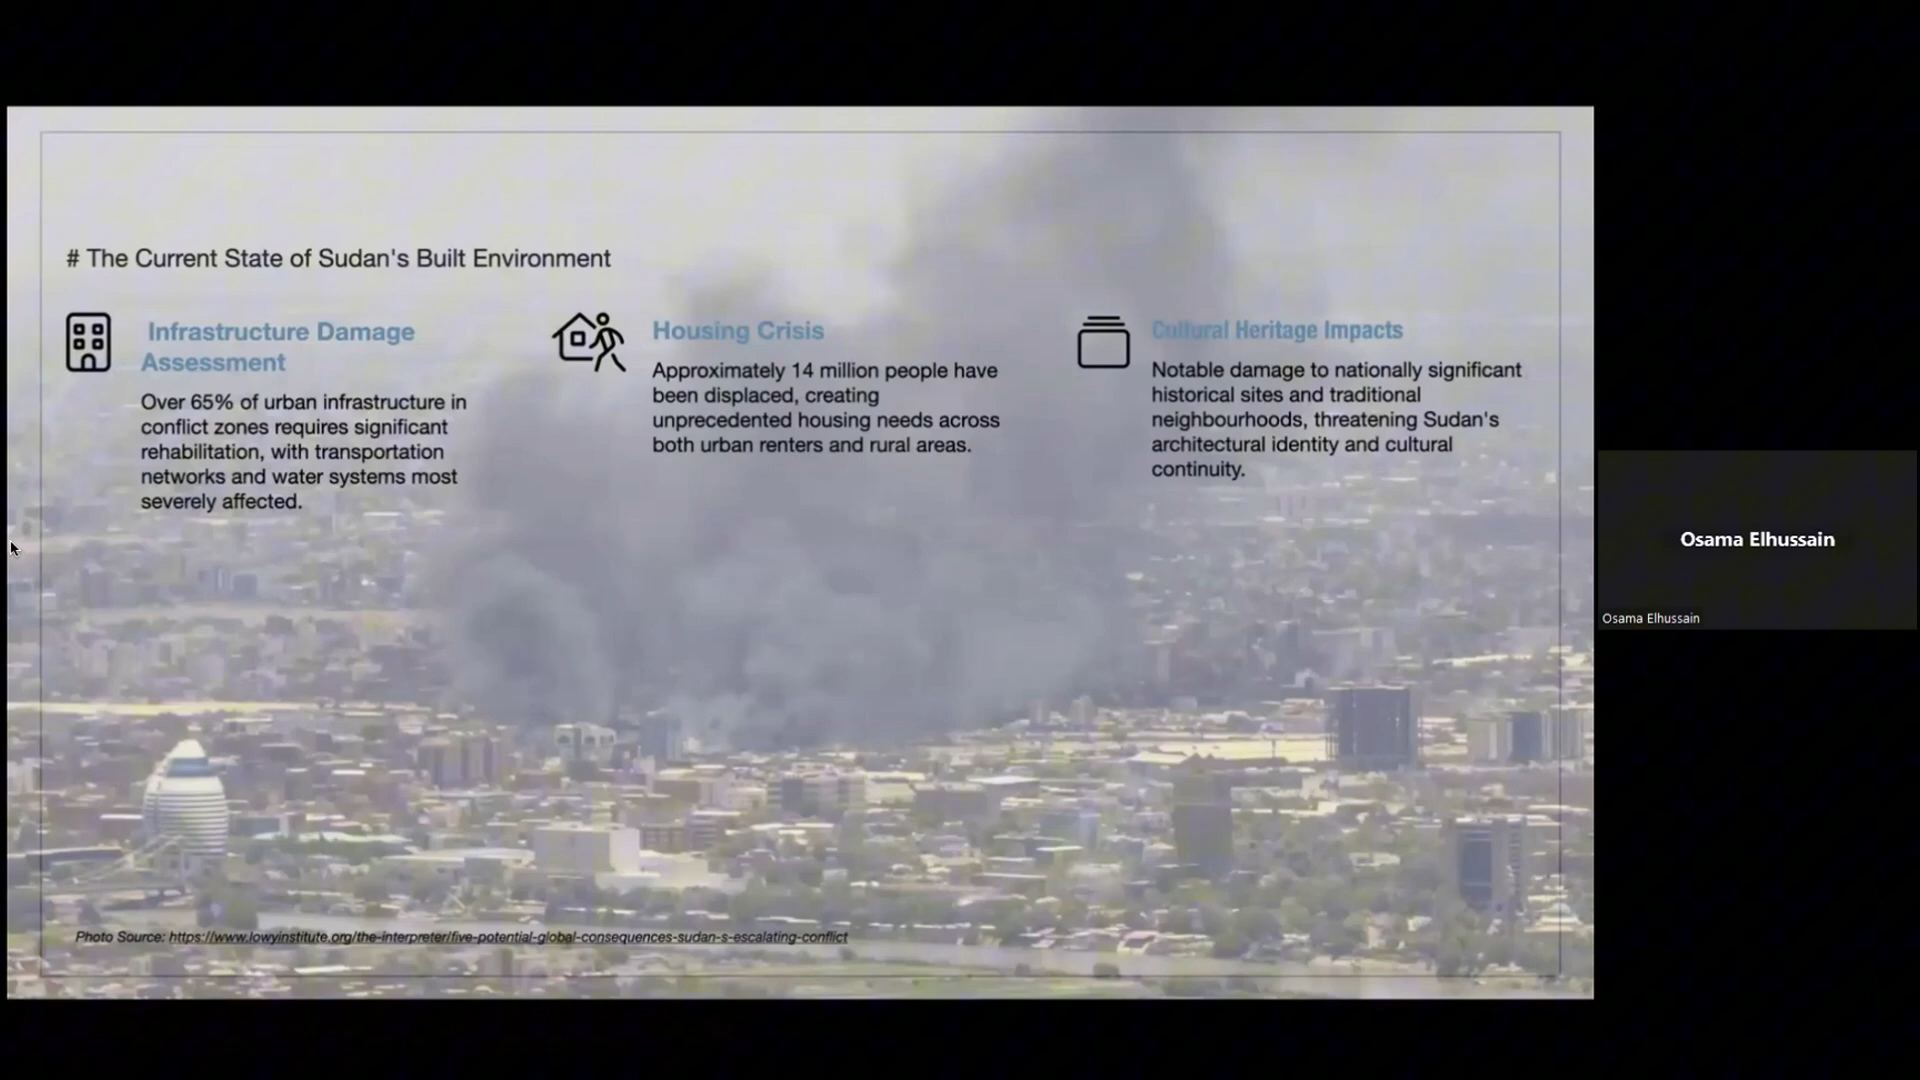 # The Current State of Sudan's Built Environment
Infrastructure Damage
Assessment
Over 65% of urban infrastructure in
conflict zones requires significant
rehabilitation, with transportation
networks and water systems most
severely affected.
Housing Crisis
Approximately 14 million people have
been displaced, creating
unprecedented housing needs across
both urban renters and rural areas.
Cultural Heritage Impacts
Notable damage to nationally significant
historical sites and traditional
neighbourhoods, threatening Sudan's
architectural identity and cultural
continuity.
Photo Source: https://www.lowyinstitute.org/the-interpreter/five-potential-global-consequences-sudan-s-escalating-conflict
Osama Elhussain
Osama Elhussain